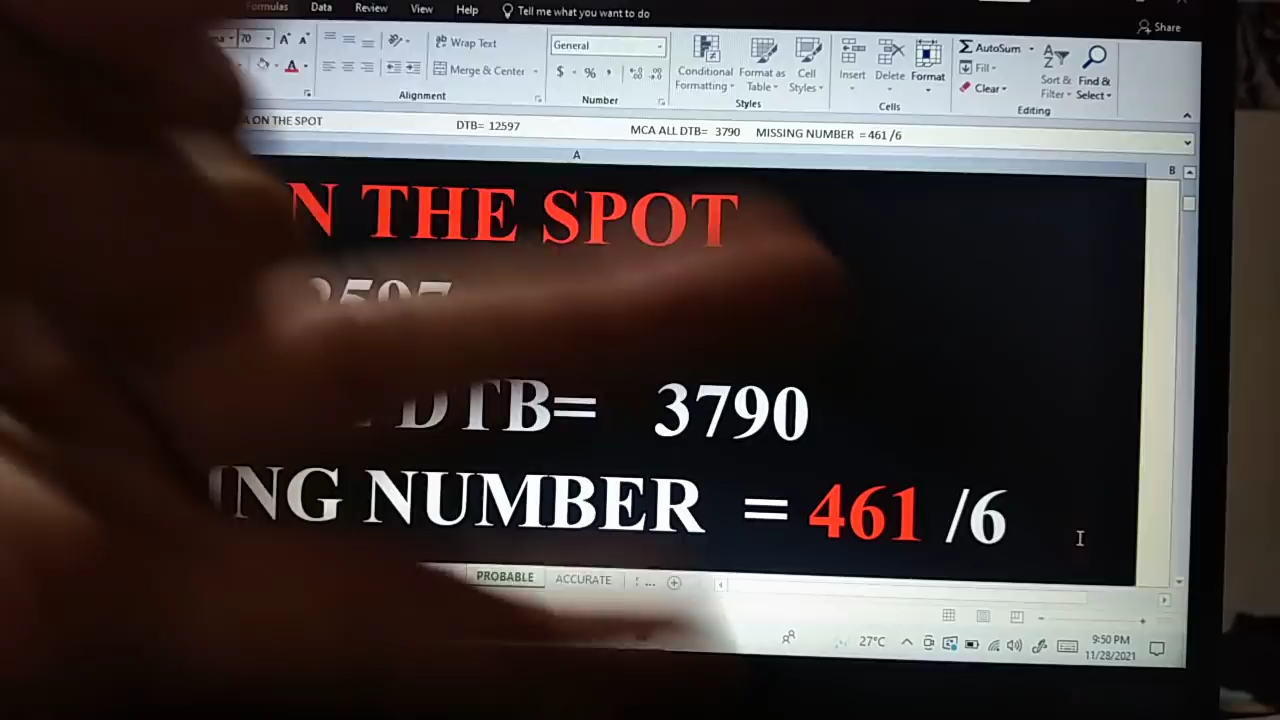 Formulas Data Review View Help Tell me what you want to do
Share
70 A A Wrap Text General AutoSum
Merge & Center $ % , Conditional Formatting Format as Table Cell Styles Insert Delete Format Fill Clear Sort & Filter Find & Select
Alignment Number Styles Cells Editing
ON THE SPOT DTB= 12597 MCA ALL DTB= 3790 MISSING NUMBER =461 /6
A B
N THE SPOT
2597
DTB= 3790
ING NUMBER = 461 /6
PROBABLE ACCURATE ...
27°C 9:50 PM
11/28/2021